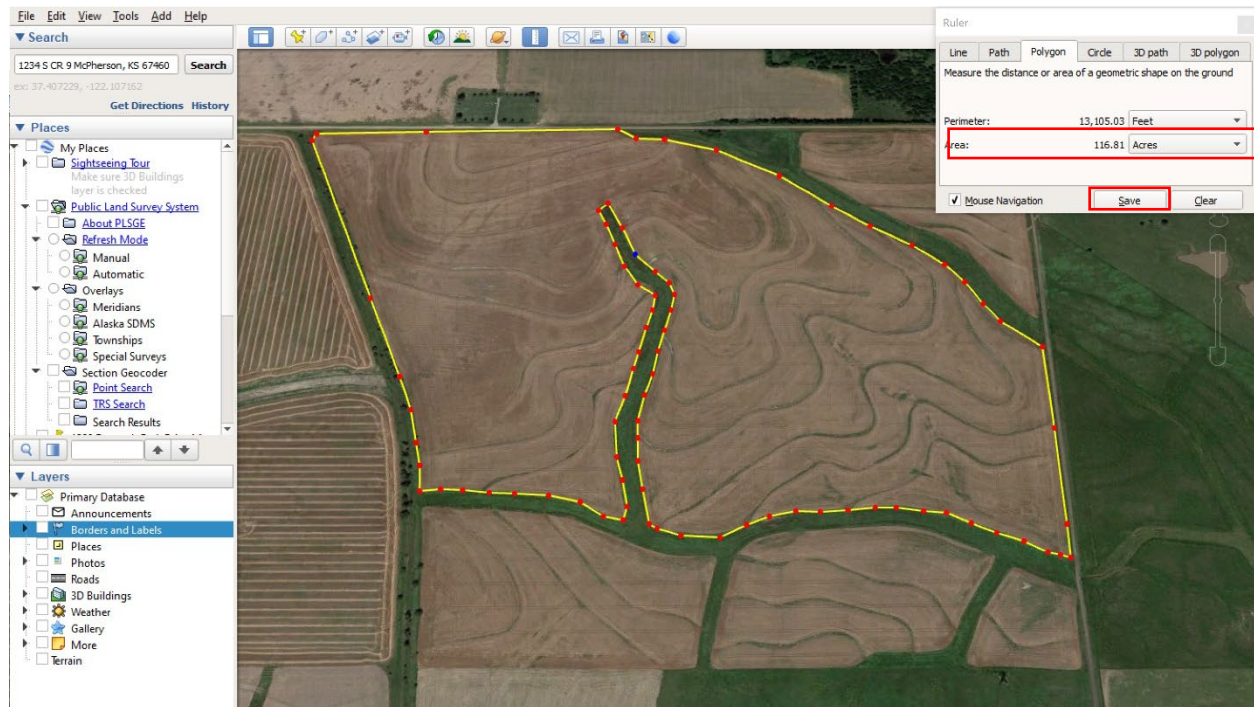 File Edit View Tools Add Help
Search
1234 S CR 9 McPherson, KS 67460 Search
ex: 37.407229, -122.107162
Get Directions History
Places
My Places
Sightseeing Tour
Make sure 3D Buildings
layer is checked
Public Land Survey System
About PLSGE
Refresh Mode
Manual
Automatic
Overlays
Meridians
Alaska SDMS
Townships
Special Surveys
Section Geocoder
Point Search
TRS Search
Search Results
Layers
Primary Database
Announcements
Borders and Labels
Places
Photos
Roads
3D Buildings
Weather
Gallery
More
Terrain
Ruler
Line Path Polygon Circle 3D path 3D polygon
Measure the distance or area of a geometric shape on the ground
Perimeter: 13,105.03 Feet
Area: 116.81 Acres
Mouse Navigation Save Clear